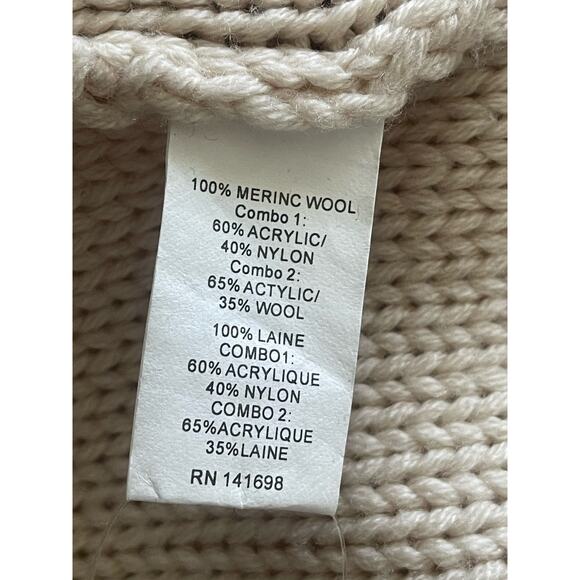 100% MERINC WOOL
Combo 1:
60% ACRYLIC/
40% NYLON
Combo 2:
65% ACTYLIC/
35% WOOL
100% LAINE
COMBO1:
60% ACRYLIQUE
40% NYLON
COMBO 2:
65%ACRYLIQUE
35%LAINE
RN 141698